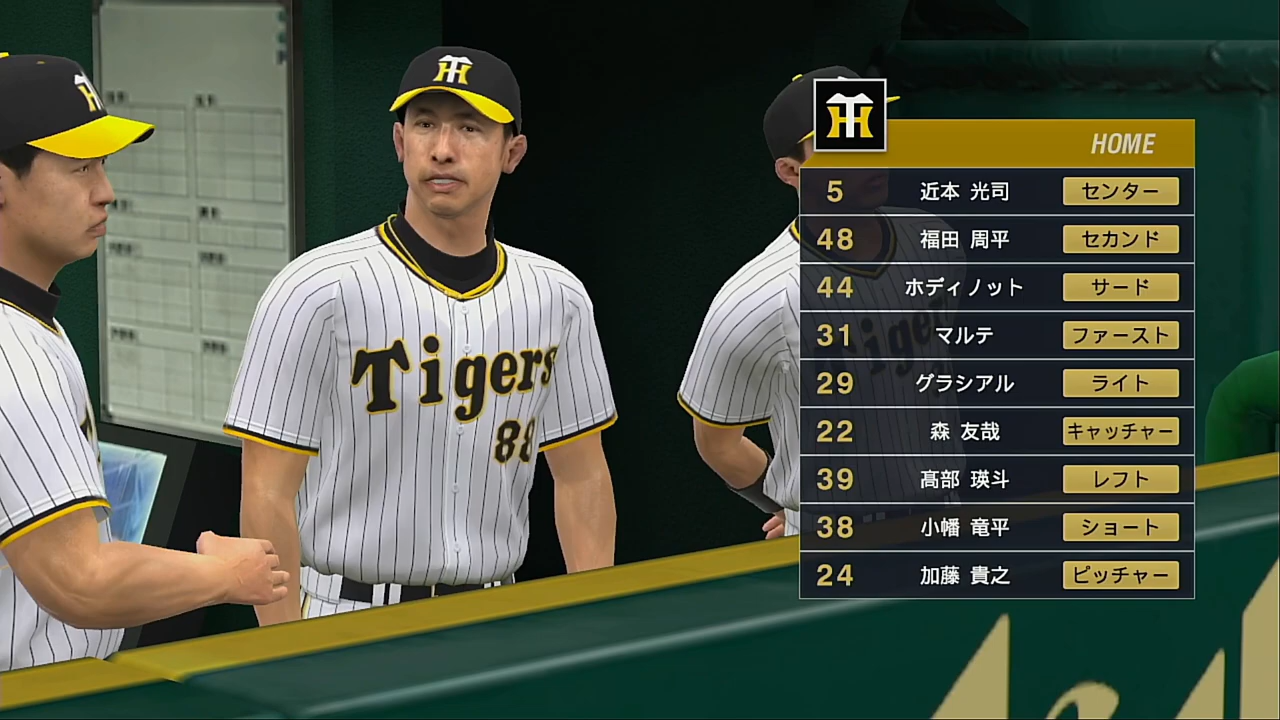 HOME
5 近本 光司 センター
48 福田 周平 セカンド
44 ホディノット サード
31 マルテ ファースト
29 グラシアル ライト
22 森 友哉 キャッチャー
39 髙部 瑛斗 レフト
38 小幡 竜平 ショート
24 加藤 貴之 ピッチャー
Tigers
88